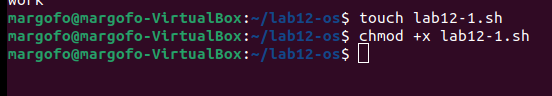 work
margofo@margofo-VirtualBox:~/lab12-os$ touch lab12-1.sh
margofo@margofo-VirtualBox:~/lab12-os$ chmod +x lab12-1.sh
margofo@margofo-VirtualBox:~/lab12-os$